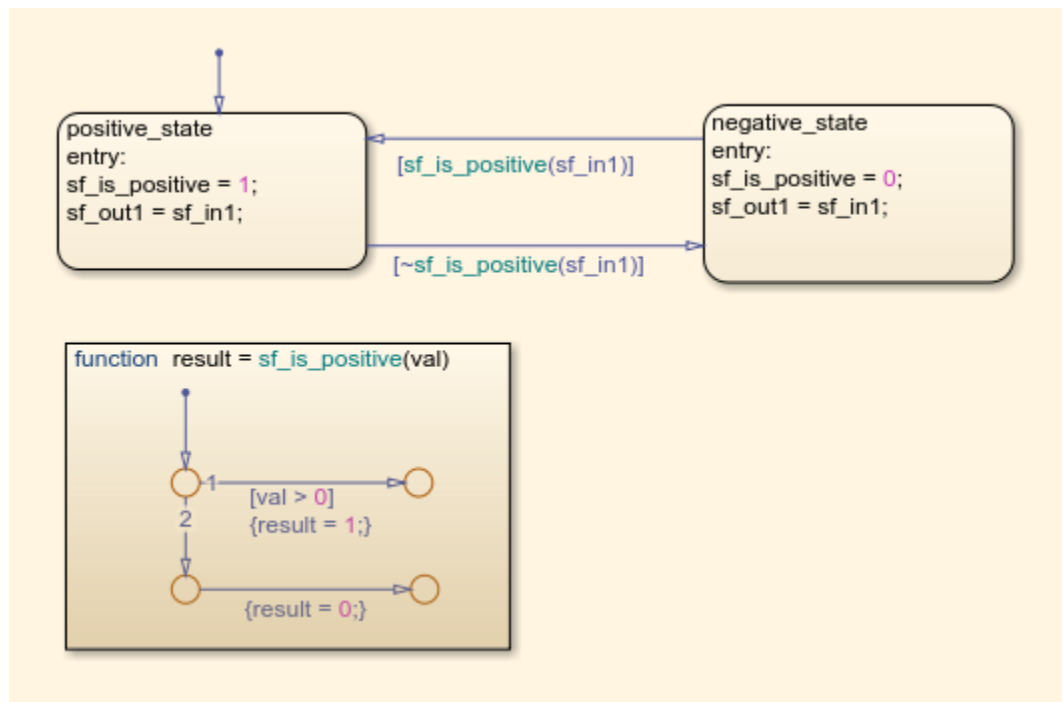 positive_state
entry:
sf_is_positive = 1;
sf_out1 = sf_in1;
[sf_is_positive(sf_in1)]
[~sf_is_positive(sf_in1)]
negative_state
entry:
sf_is_positive = 0;
sf_out1 = sf_in1;
function result = sf_is_positive(val)
1
[val > 0]
{result = 1;}
2
{result = 0;}